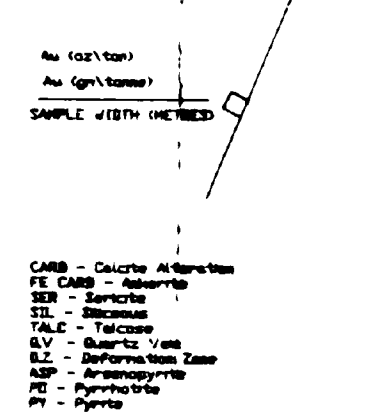 Au (oz\ton)
Au (gm\tonne)
SAMPLE WIDTH (METRES)
CARB - Calcite Alteration
FE CARB - Ankerite
SER - Sericite
SIL - Siliceous
TALC - Talcose
Q.V - Quartz Vein
D.Z - Deformation Zone
ASP - Arsenopyrite
PO - Pyrrhotite
PY - Pyrite